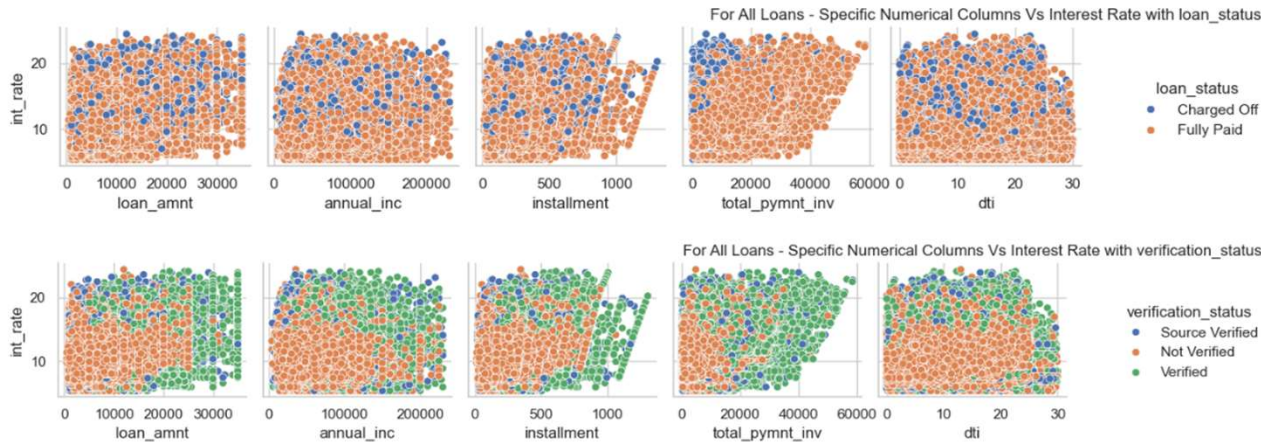 For All Loans - Specific Numerical Columns Vs Interest Rate with loan_status
int_rate
20
10
0 10000 20000 30000
loan_amnt
0 100000 200000
annual_inc
0 500 1000
installment
0 20000 40000 60000
total_pymnt_inv
0 10 20 30
dti
loan_status
Charged Off
Fully Paid
For All Loans - Specific Numerical Columns Vs Interest Rate with verification_status
int_rate
20
10
0 10000 20000 30000
loan_amnt
0 100000 200000
annual_inc
0 500 1000
installment
0 20000 40000 60000
total_pymnt_inv
0 10 20 30
dti
verification_status
Source Verified
Not Verified
Verified